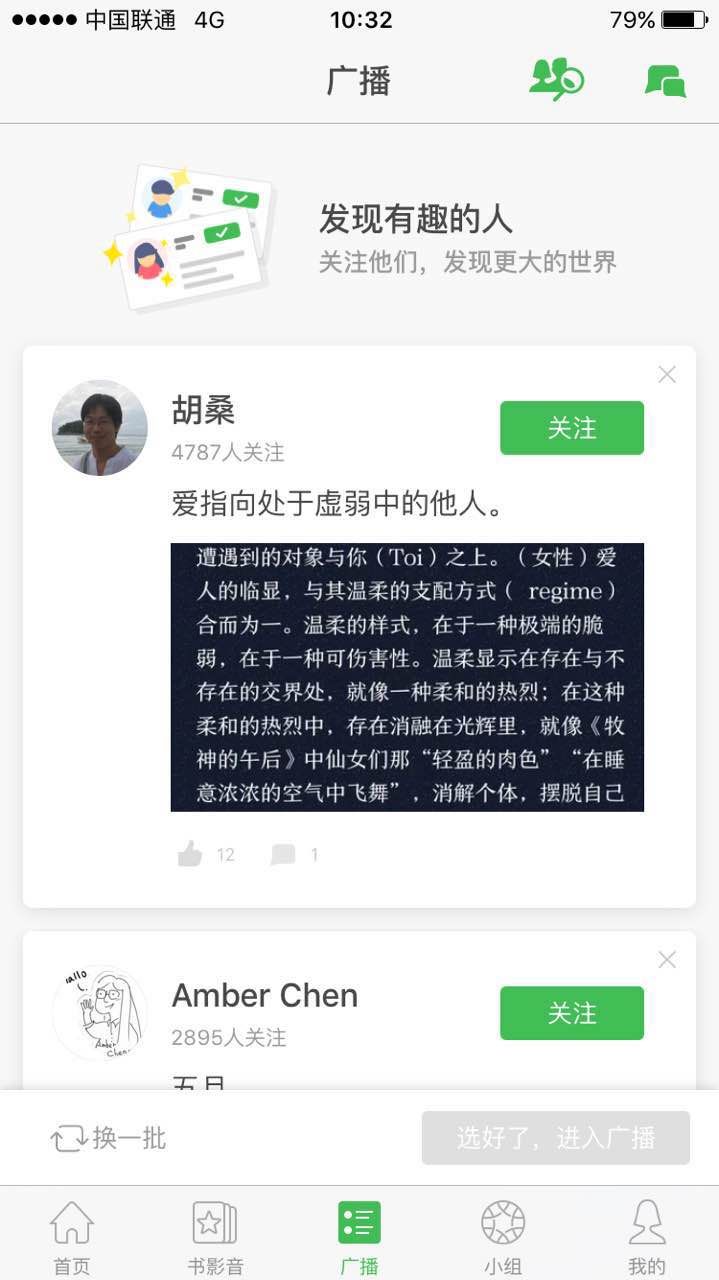 中国联通 4G 10:32 79%
广播
发现有趣的人
关注他们，发现更大的世界
胡桑
关注
4787人关注
爱指向处于虚弱中的他人。
遭遇到的对象与你（Toi）之上。（女性）爱
人的临显，与其温柔的支配方式（ regime）
合而为一。温柔的样式，在于一种极端的脆
弱，在于一种可伤害性。温柔显示在存在与不
存在的交界处，就像一种柔和的热烈；在这种
柔和的热烈中，存在消融在光辉里，就像《牧
神的午后》中仙女们那“轻盈的肉色”“在睡
意浓浓的空气中飞舞”，消解个体，摆脱自己
12 1
Amber Chen
关注
2895人关注
五月
换一批
选好了，进入广播
首页 书影音 广播 小组 我的